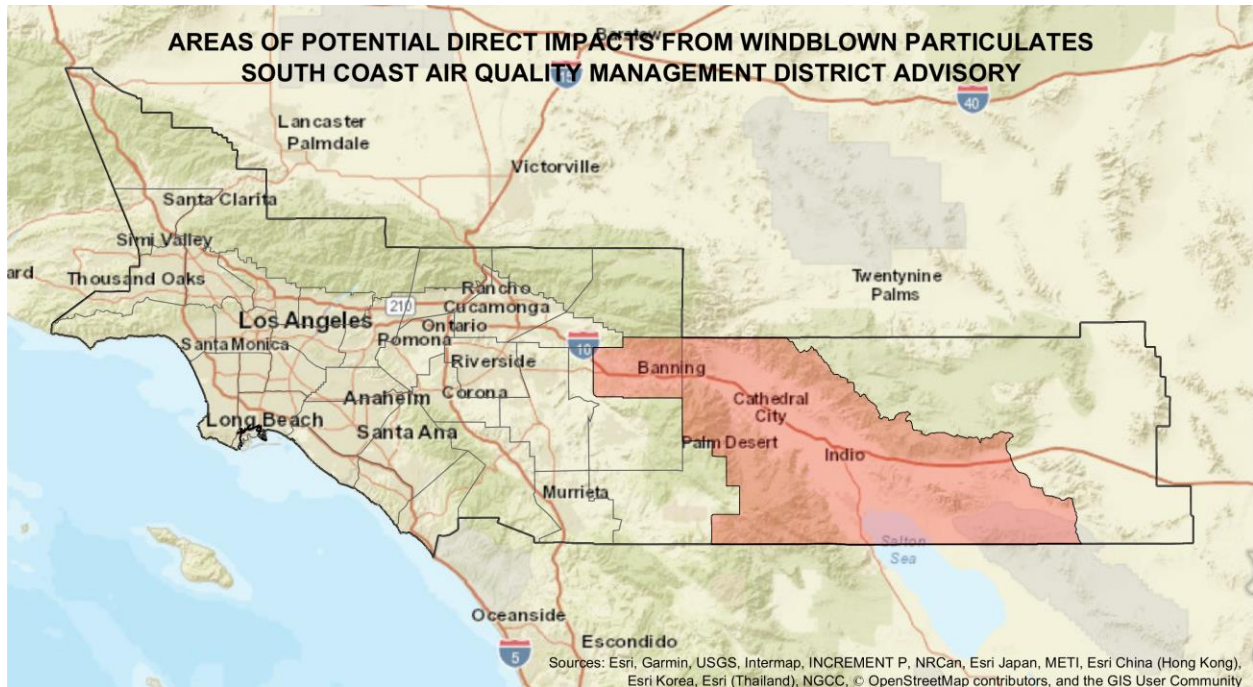 AREAS OF POTENTIAL DIRECT IMPACTS FROM WINDBLOWN PARTICULATES
Barstow
SOUTH COAST AIR QUALITY MANAGEMENT DISTRICT ADVISORY
15
40
Lancaster
Palmdale
Victorville
Santa Clarita
Simi Valley
ard
Thousand Oaks
Twentynine
Palms
Rancho
Cucamonga
210
Los Angeles
Ontario
Santa Monica
Pomona
10
Riverside
Banning
Anaheim
Corona
Cathedral
City
Long Beach
Santa Ana
Palm Desert
Indio
Murrieta
Salton
Sea
Oceanside
Escondido
5
Sources: Esri, Garmin, USGS, Intermap, INCREMENT P, NRCan, Esri Japan, METI, Esri China (Hong Kong),
Esri Korea, Esri (Thailand), NGCC, © OpenStreetMap contributors, and the GIS User Community